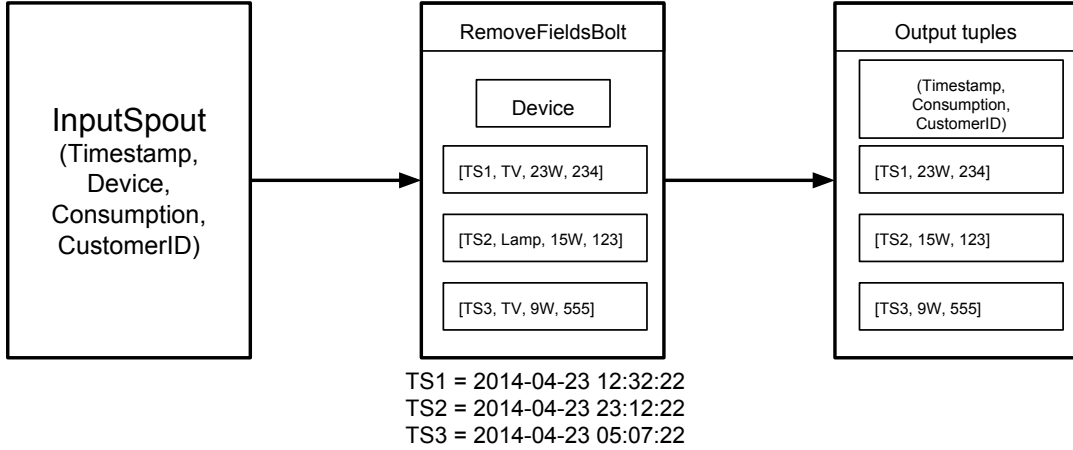 InputSpout
(Timestamp,
Device,
Consumption,
CustomerID)
RemoveFieldsBolt
Device
[TS1, TV, 23W, 234]
[TS2, Lamp, 15W, 123]
[TS3, TV, 9W, 555]
TS1 = 2014-04-23 12:32:22
TS2 = 2014-04-23 23:12:22
TS3 = 2014-04-23 05:07:22
Output tuples
(Timestamp,
Consumption,
CustomerID)
[TS1, 23W, 234]
[TS2, 15W, 123]
[TS3, 9W, 555]